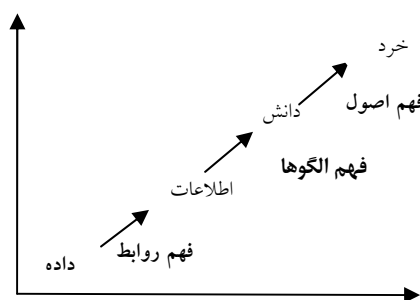 خرد
فهم اصول
دانش
فهم الگوها
اطلاعات
فهم روابط
داده